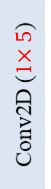 Conv2D (1× 5)